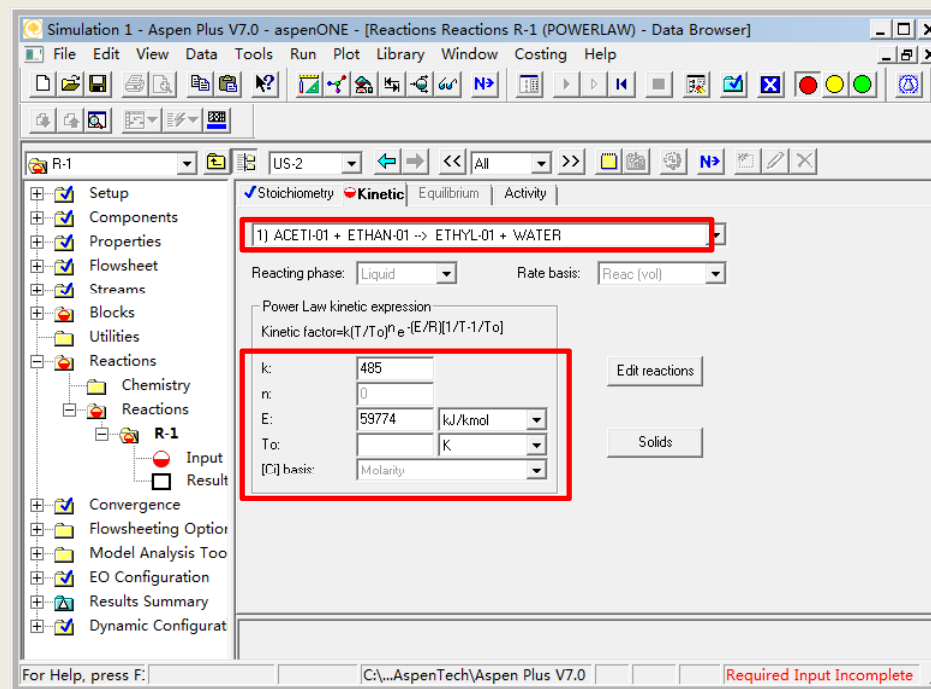 Simulation 1 - Aspen Plus V7.0 - aspenONE - [Reactions Reactions R-1 (POWERLAW) - Data Browser]
File Edit View Data Tools Run Plot Library Window Costing Help
R-1 US-2 << All >> N>
Setup
Components
Properties
Flowsheet
Streams
Blocks
Utilities
Reactions
Chemistry
Reactions
R-1
Input
Result
Convergence
Flowsheeting Option
Model Analysis Too
EO Configuration
Results Summary
Dynamic Configurat
Stoichiometry Kinetic Equilibrium Activity
1) ACETI-01 + ETHAN-01 --> ETHYL-01 + WATER
Reacting phase: Liquid Rate basis: Reac (vol)
Power Law kinetic expression
Kinetic factor=k(T/To)n e -(E/R)[1/T-1/To]
k: 485
n: 0
E: 59774 kJ/kmol
To: K
[Ci] basis: Molarity
Edit reactions
Solids
For Help, press F: C:\...AspenTech\Aspen Plus V7.0 Required Input Incomplete